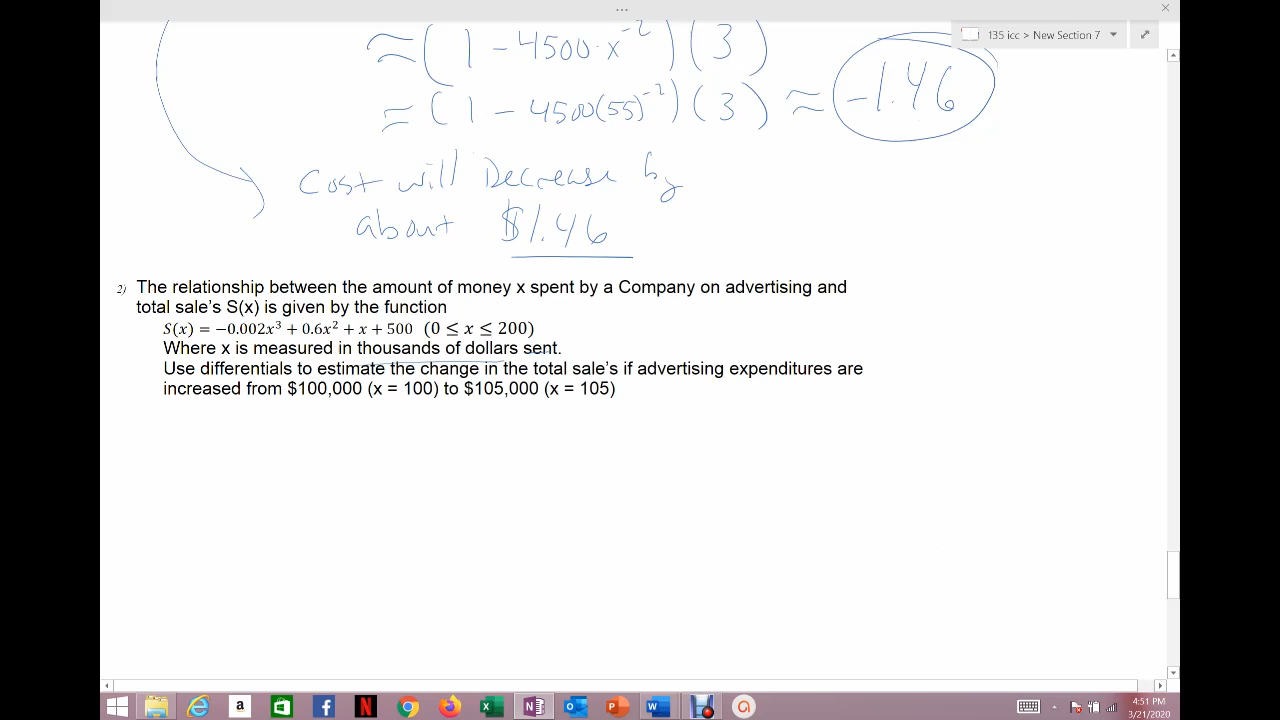 135 icc > New Section 7
≈ (1 - 4500·x⁻²)(3)
≈ (1 - 4500(55)⁻²)(3) ≈ -1.46
Cost will Decrease by
about $1.46
2) The relationship between the amount of money x spent by a Company on advertising and
total sale's S(x) is given by the function
S(x) = −0.002x³ + 0.6x² + x + 500 (0 ≤ x ≤ 200)
Where x is measured in thousands of dollars sent.
Use differentials to estimate the change in the total sale's if advertising expenditures are
increased from $100,000 (x = 100) to $105,000 (x = 105)
4:51 PM
3/21/2020